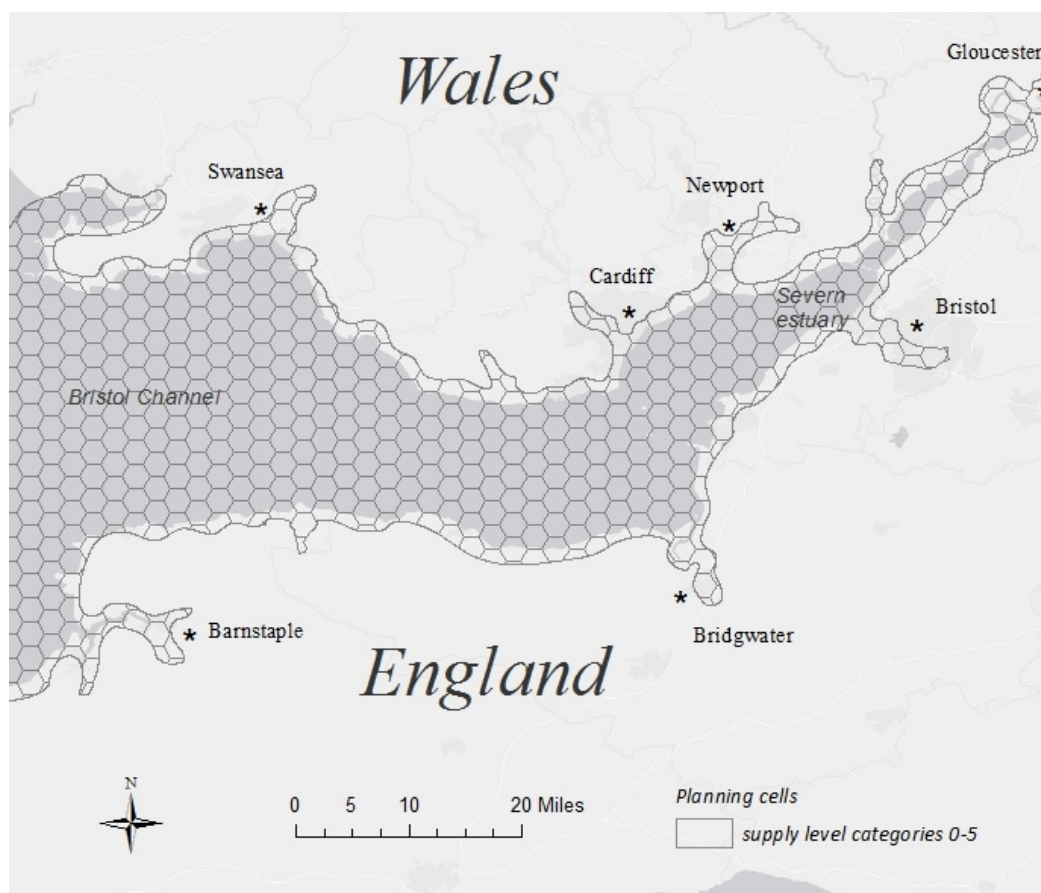 Wales
Gloucester
Swansea
Newport
Cardiff
Severn
estuary
Bristol
Bristol Channel
Barnstaple
Bridgwater
England
N
0 5 10 20 Miles
Planning cells
supply level categories 0-5